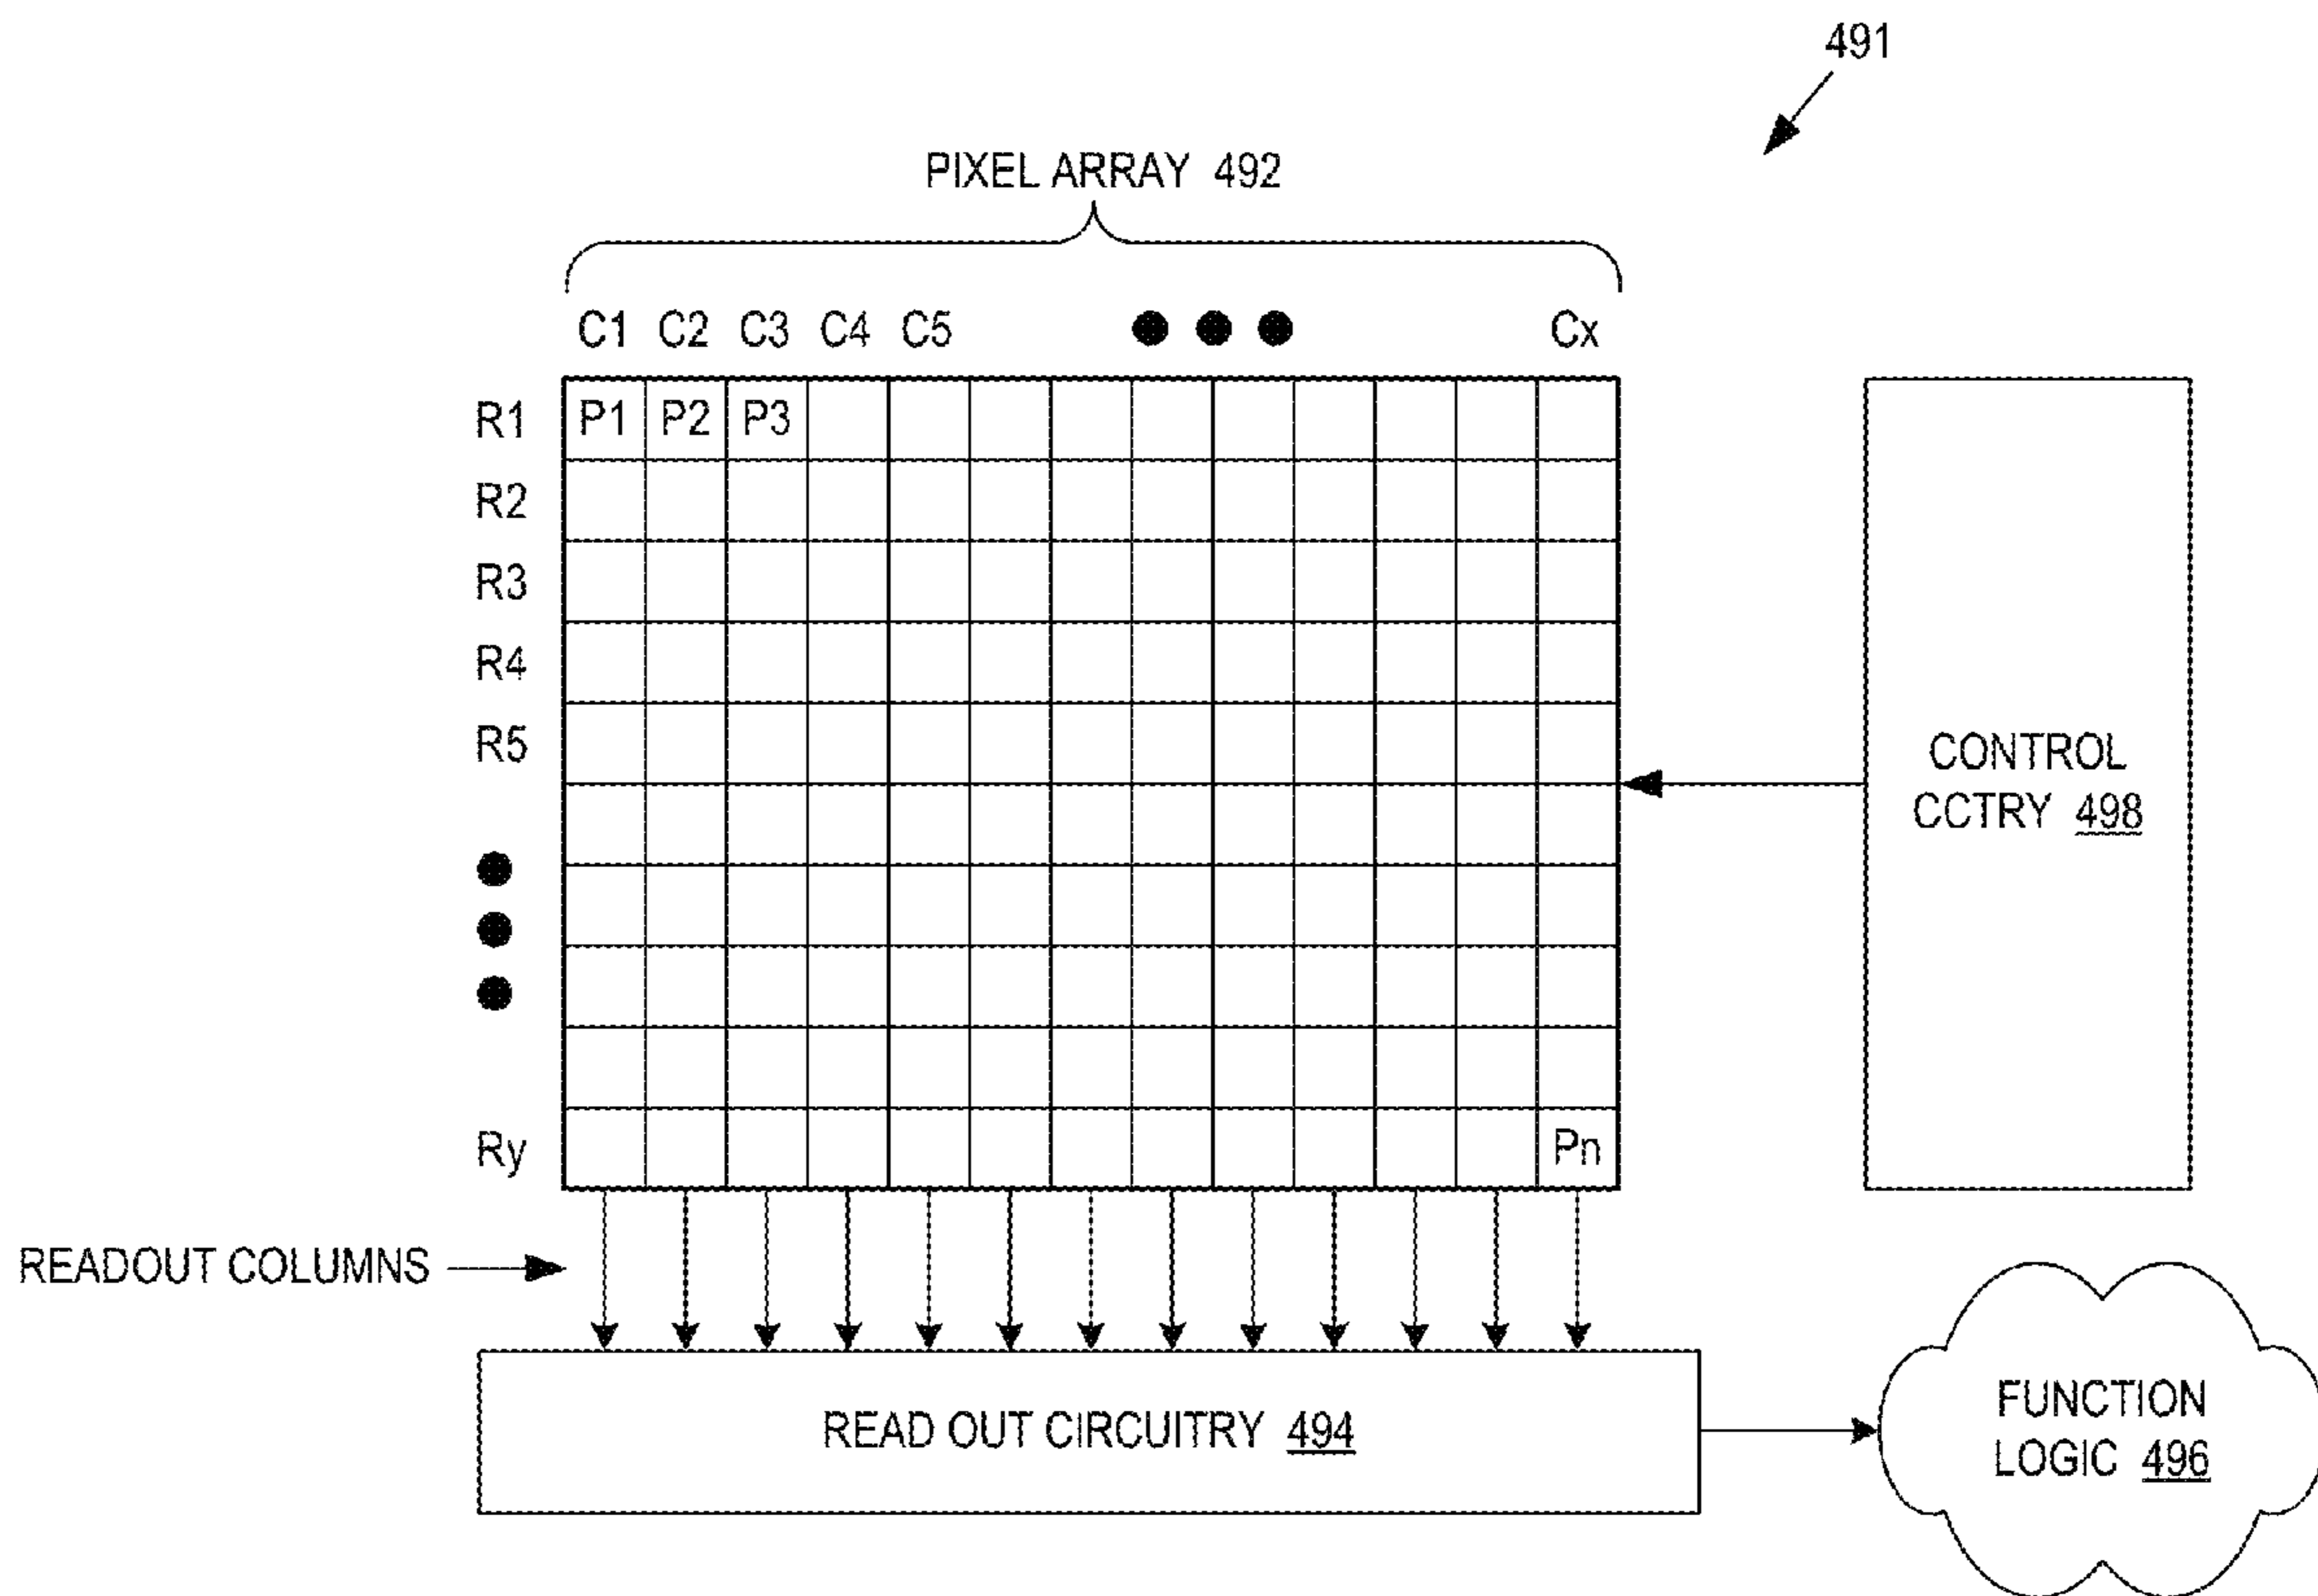 491
PIXEL ARRAY 492
C1 C2 C3 C4 C5 Cx
R1 P1 P2 P3
R2
R3
R4
R5
CONTROL
CCTRY 498
Ry Pn
READOUT COLUMNS
READ OUT CIRCUITRY 494
FUNCTION
LOGIC 496